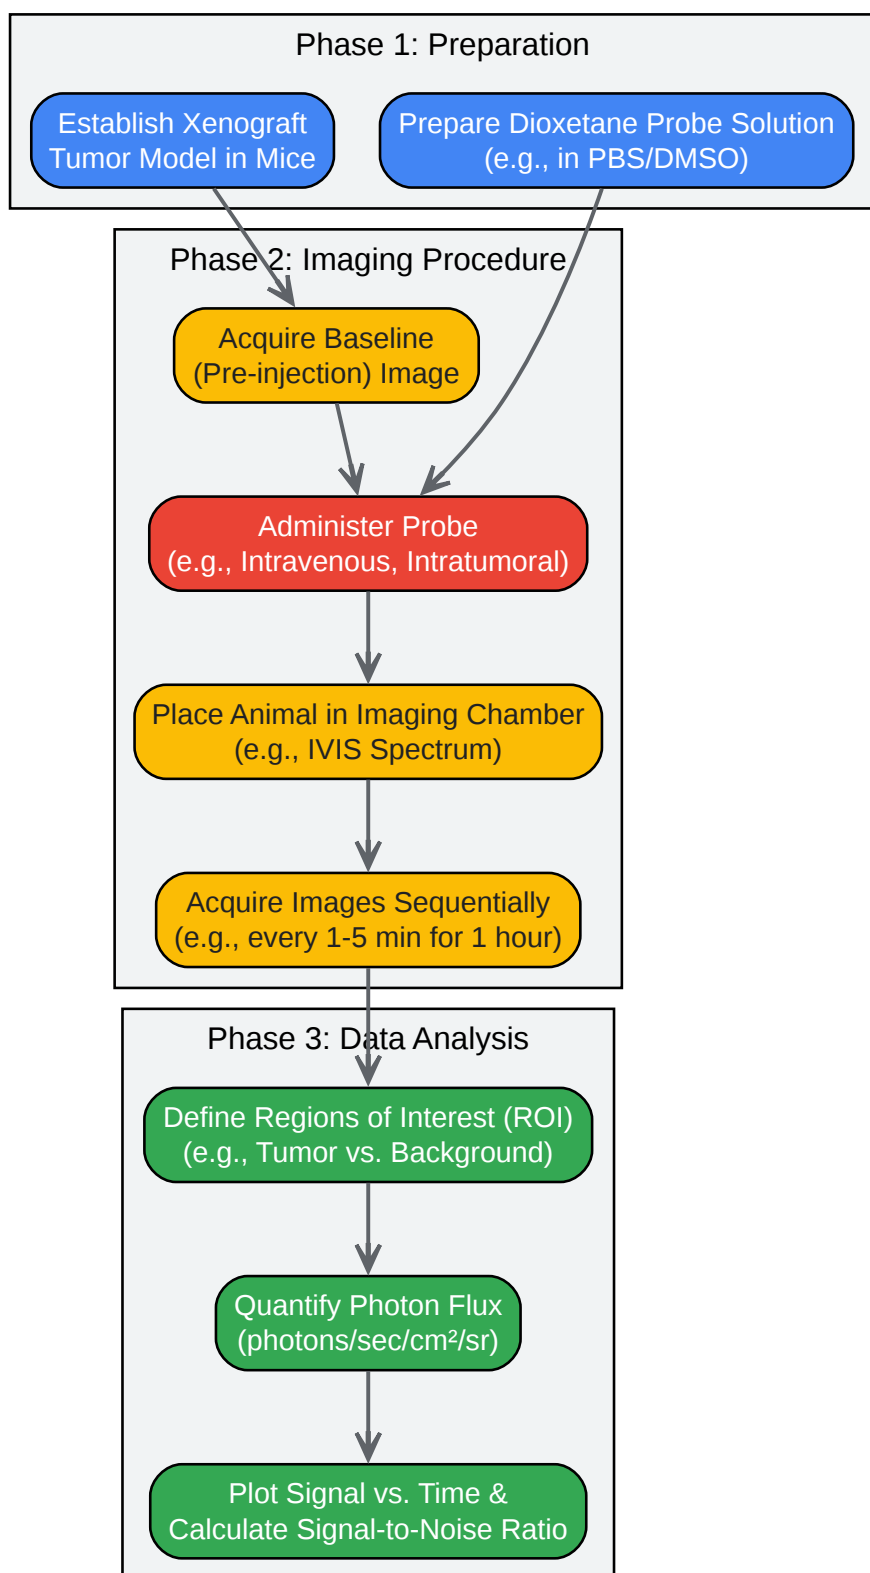 Phase 1: Preparation
Establish Xenograft
Tumor Model in Mice
Prepare Dioxetane Probe Solution
(e.g., in PBS/DMSO)
Phase 2: Imaging Procedure
Acquire Baseline
(Pre-injection) Image
Administer Probe
(e.g., Intravenous, Intratumoral)
Place Animal in Imaging Chamber
(e.g., IVIS Spectrum)
Acquire Images Sequentially
(e.g., every 1-5 min for 1 hour)
Phase 3: Data Analysis
Define Regions of Interest (ROI)
(e.g., Tumor vs. Background)
Quantify Photon Flux
(photons/sec/cm²/sr)
Plot Signal vs. Time &
Calculate Signal-to-Noise Ratio